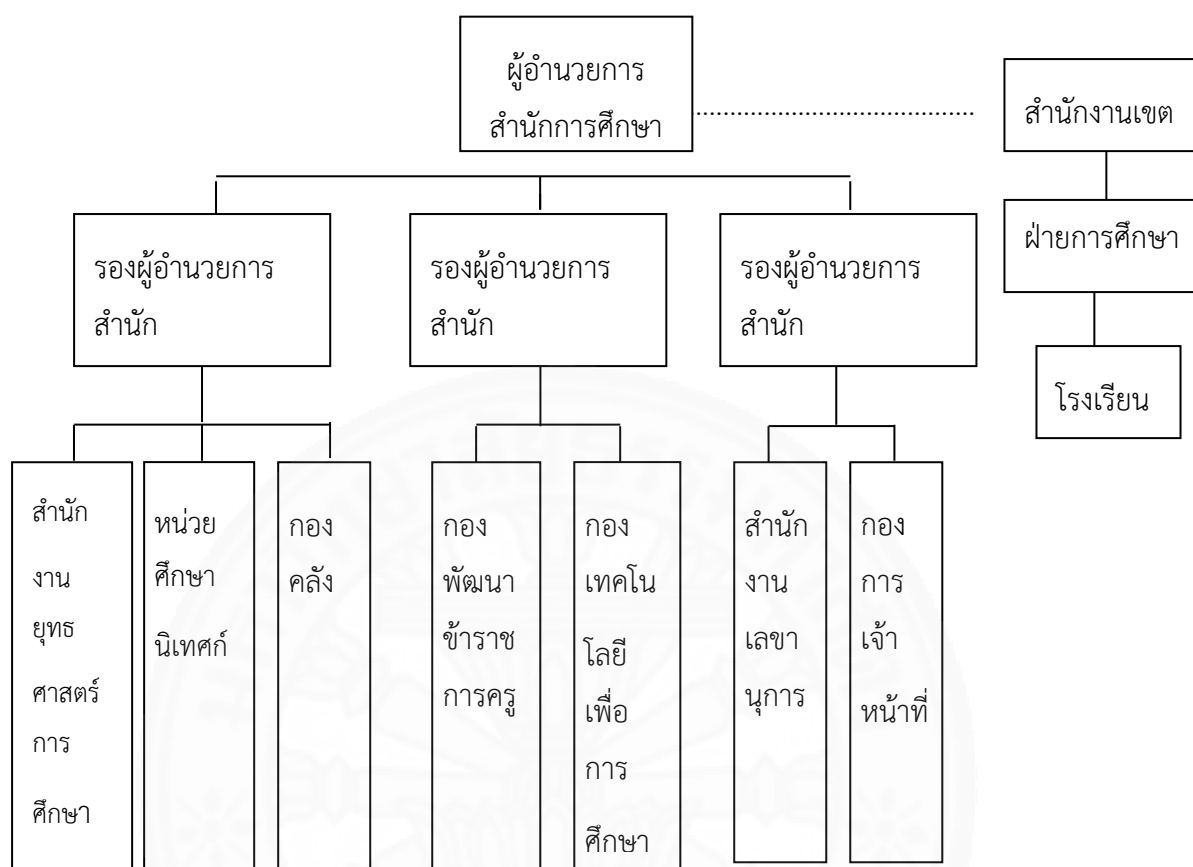 ผู้อำนวยการ
สำนักการศึกษา
สำนักงานเขต
ฝ่ายการศึกษา
โรงเรียน
รองผู้อำนวยการ
สำนัก
รองผู้อำนวยการ
สำนัก
รองผู้อำนวยการ
สำนัก
สำนัก
งาน
ยุทธ
ศาสตร์
การ
ศึกษา
หน่วย
ศึกษา
นิเทศก์
กอง
คลัง
กอง
พัฒนา
ข้าราช
การครู
กอง
เทคโน
โลยี
เพื่อ
การ
ศึกษา
สำนัก
งาน
เลขา
นุการ
กอง
การ
เจ้า
หน้าที่